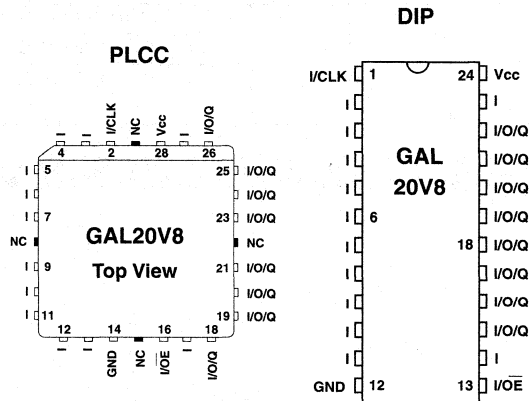 PLCC
I
I
I/CLK
NC
Vcc
I
I/O/Q
4
2
28
26
I 5
I
I 7
NC
I 9
I
I 11
25 I/O/Q
I/O/Q
23 I/O/Q
NC
21 I/O/Q
I/O/Q
19 I/O/Q
GAL20V8
Top View
12
14
16
18
I
I
GND
NC
I/OE
I
I/O/Q
DIP
I/CLK 1 24 Vcc
I I
I I/O/Q
I GAL I/O/Q
I 20V8 I/O/Q
I 6 I/O/Q
I 18 I/O/Q
I I/O/Q
I I/O/Q
I I/O/Q
I I
GND 12 13 I/OE